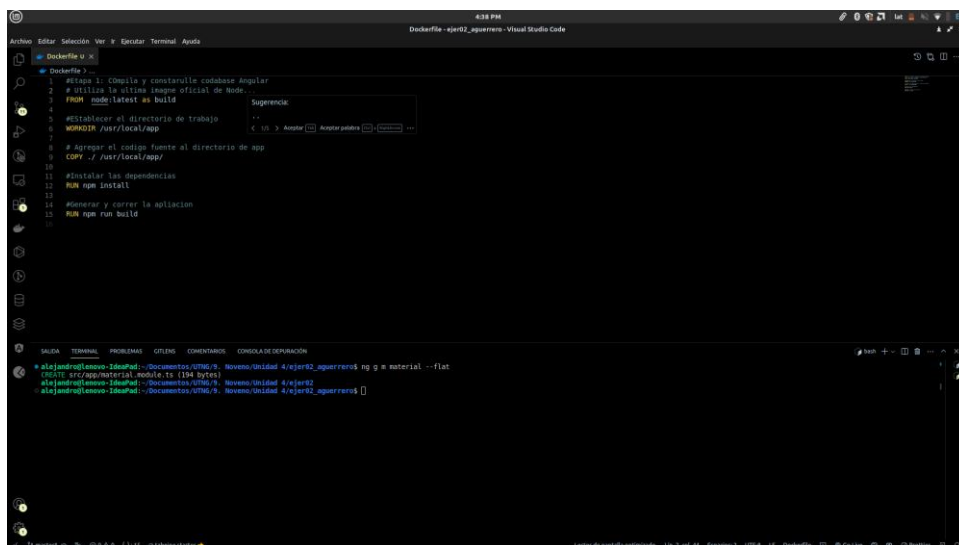 4:38 PM
lat
Dockerfile - ejer02_aguerrero - Visual Studio Code
Archivo Editar Selección Ver Ir Ejecutar Terminal Ayuda
Dockerfile U ×
Dockerfile > ...
1 #Etapa 1: COmpila y constarulle codabase Angular
2 # Utiliza la ultima imagne oficial de Node...
3 FROM node:latest as build
Sugerencia:
4
5 #EStablecer el directorio de trabajo
..
6 WORKDIR /usr/local/app
< 1/5 > Aceptar Aceptar palabra ...
7
8 # Agregar el codigo fuente al directorio de app
9 COPY ./ /usr/local/app/
10
11 #Instalar las dependencias
12 RUN npm install
13
14 #Generar y correr la apliacion
15 RUN npm run build
16
SALIDA TERMINAL PROBLEMAS GITLENS COMENTARIOS CONSOLA DE DEPURACIÓN
bash
alejandro@lenovo-IdeaPad:~/Documentos/UTNG/9. Noveno/Unidad 4/ejer02_aguerrero$ ng g m material --flat
CREATE src/app/material.module.ts (194 bytes)
alejandro@lenovo-IdeaPad:~/Documentos/UTNG/9. Noveno/Unidad 4/ejer02
alejandro@lenovo-IdeaPad:~/Documentos/UTNG/9. Noveno/Unidad 4/ejer02_aguerrero$